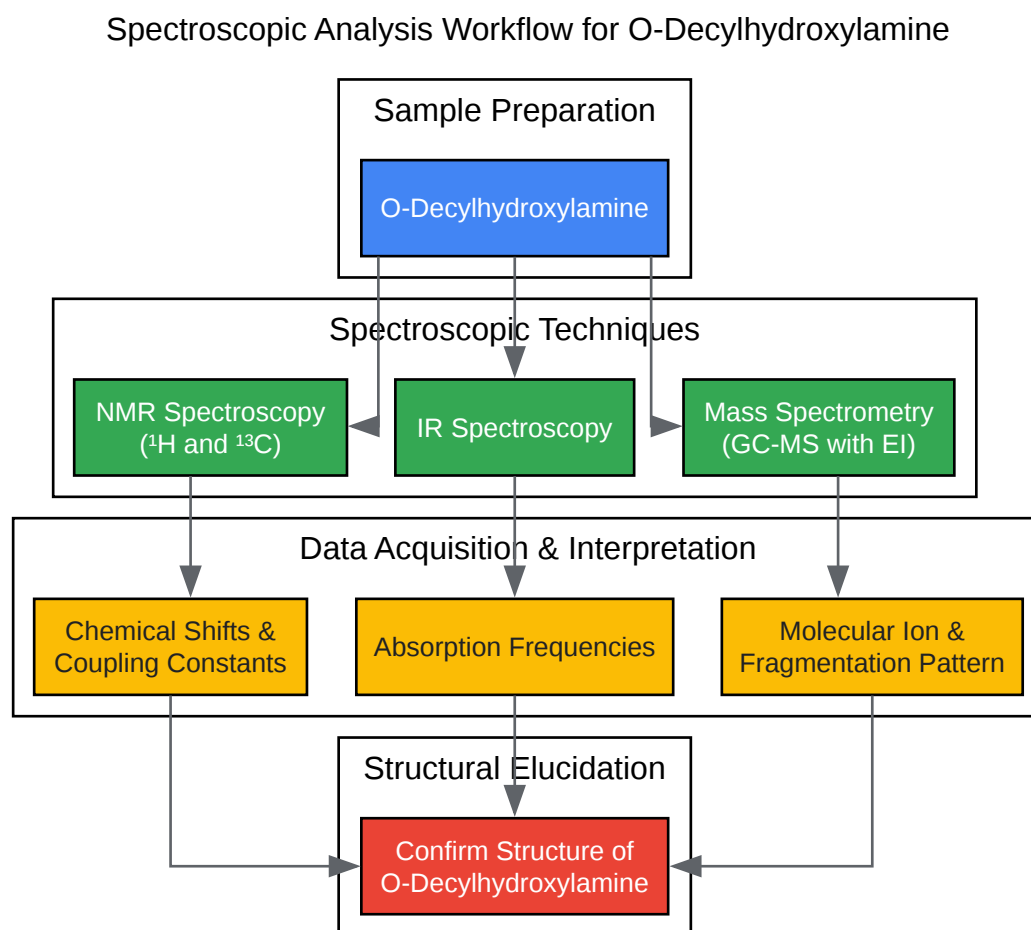 Spectroscopic Analysis Workflow for O-Decylhydroxylamine
Sample Preparation
O-Decylhydroxylamine
Spectroscopic Techniques
NMR Spectroscopy
(¹H and ¹³C)
IR Spectroscopy
Mass Spectrometry
(GC-MS with EI)
Data Acquisition & Interpretation
Chemical Shifts &
Coupling Constants
Absorption Frequencies
Molecular Ion &
Fragmentation Pattern
Structural Elucidation
Confirm Structure of
O-Decylhydroxylamine